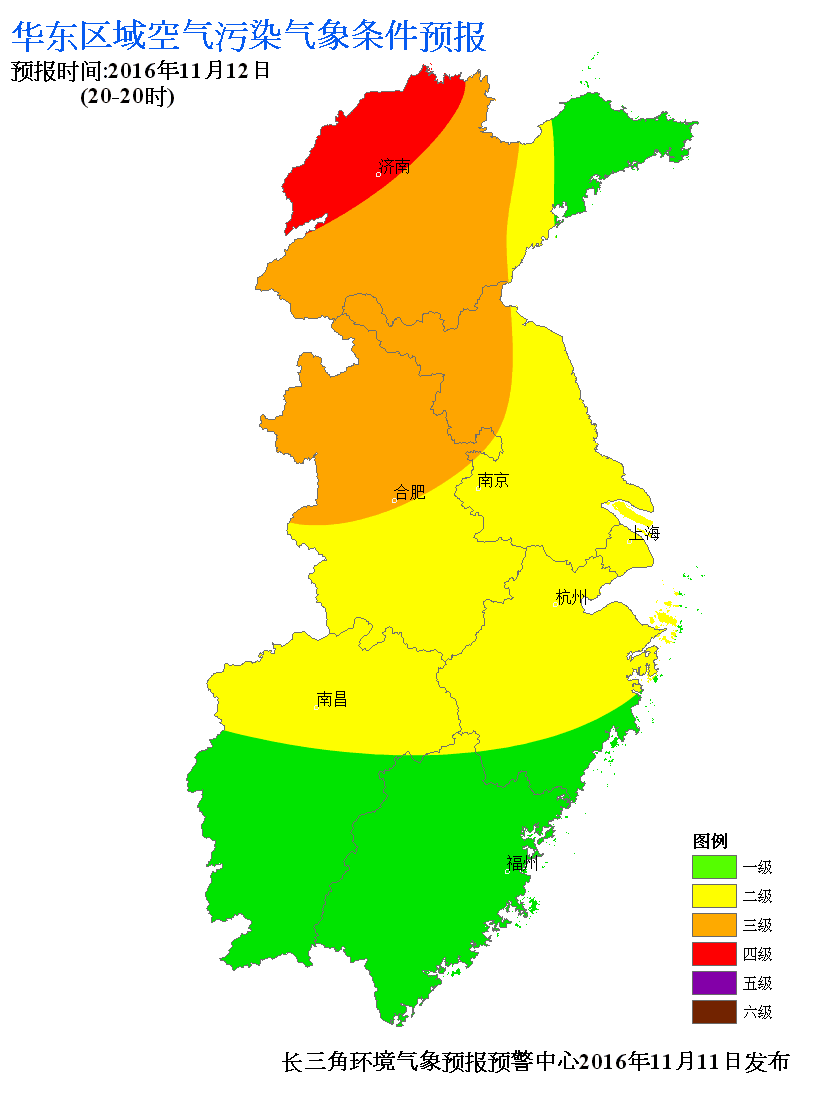 华东区域空气污染气象条件预报
预报时间:2016年11月12日
(20-20时)
济南
南京
合肥
上海
杭州
南昌
福州
图例
一级
二级
三级
四级
五级
六级
长三角环境气象预报预警中心2016年11月11日发布